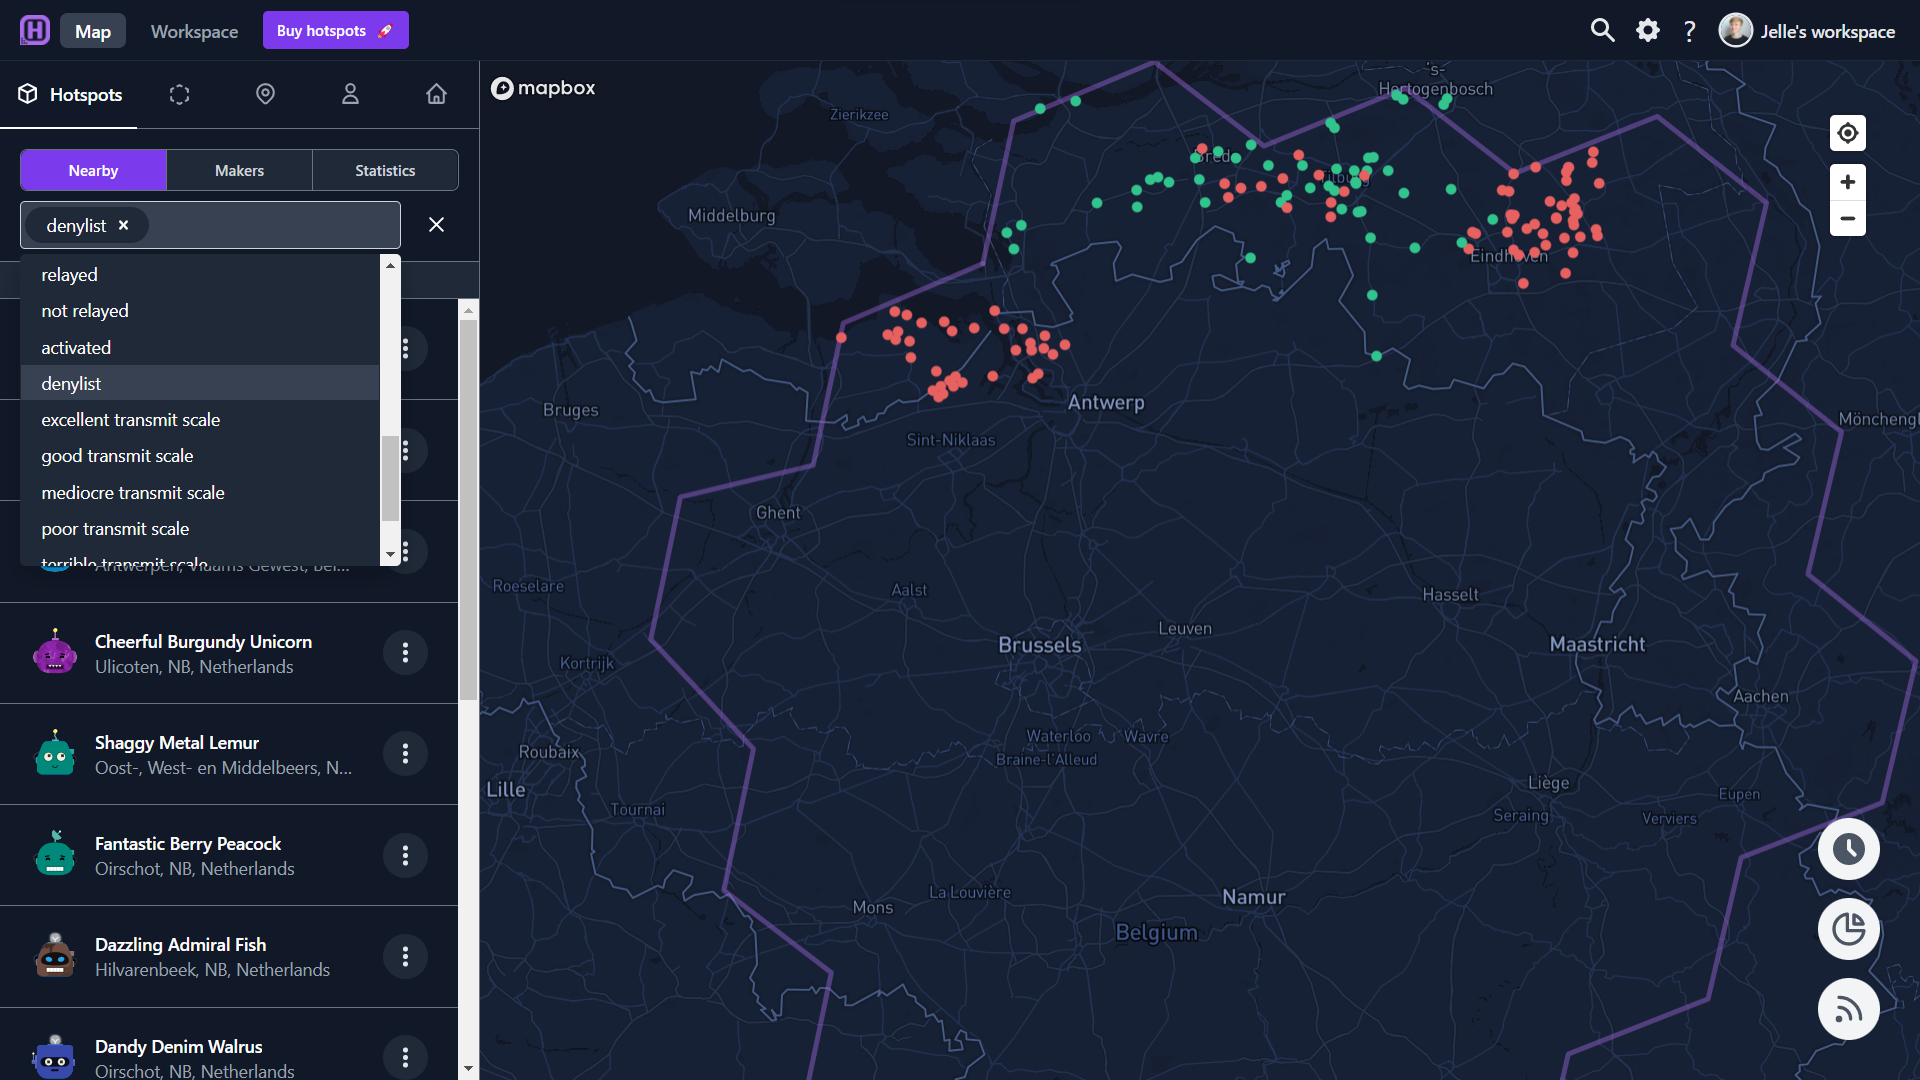 Map
Workspace
Buy hotspots
?
Jelle's workspace
Hotspots
Nearby
Makers
Statistics
denylist
relayed
not relayed
activated
denylist
excellent transmit scale
good transmit scale
mediocre transmit scale
poor transmit scale
terrible transmit scale
Antwerpen, Vlaams Gewest, Bel...
Cheerful Burgundy Unicorn
Ulicoten, NB, Netherlands
Shaggy Metal Lemur
Oost-, West- en Middelbeers, N...
Fantastic Berry Peacock
Oirschot, NB, Netherlands
Dazzling Admiral Fish
Hilvarenbeek, NB, Netherlands
Dandy Denim Walrus
Oirschot, NB, Netherlands
mapbox
's-
Hertogenbosch
Zierikzee
Bred
Tilburg
Middelburg
Eindhoven
Antwerp
Bruges
Mönchengl
Sint-Niklaas
Ghent
Roeselare
Aalst
Hasselt
Leuven
Brussels
Maastricht
Kortrijk
Aachen
Waterloo
Wavre
Roubaix
Braine-l'Alleud
Lille
Liège
Eupen
Tournai
Seraing
Verviers
La Louvière
Namur
Mons
Belgium